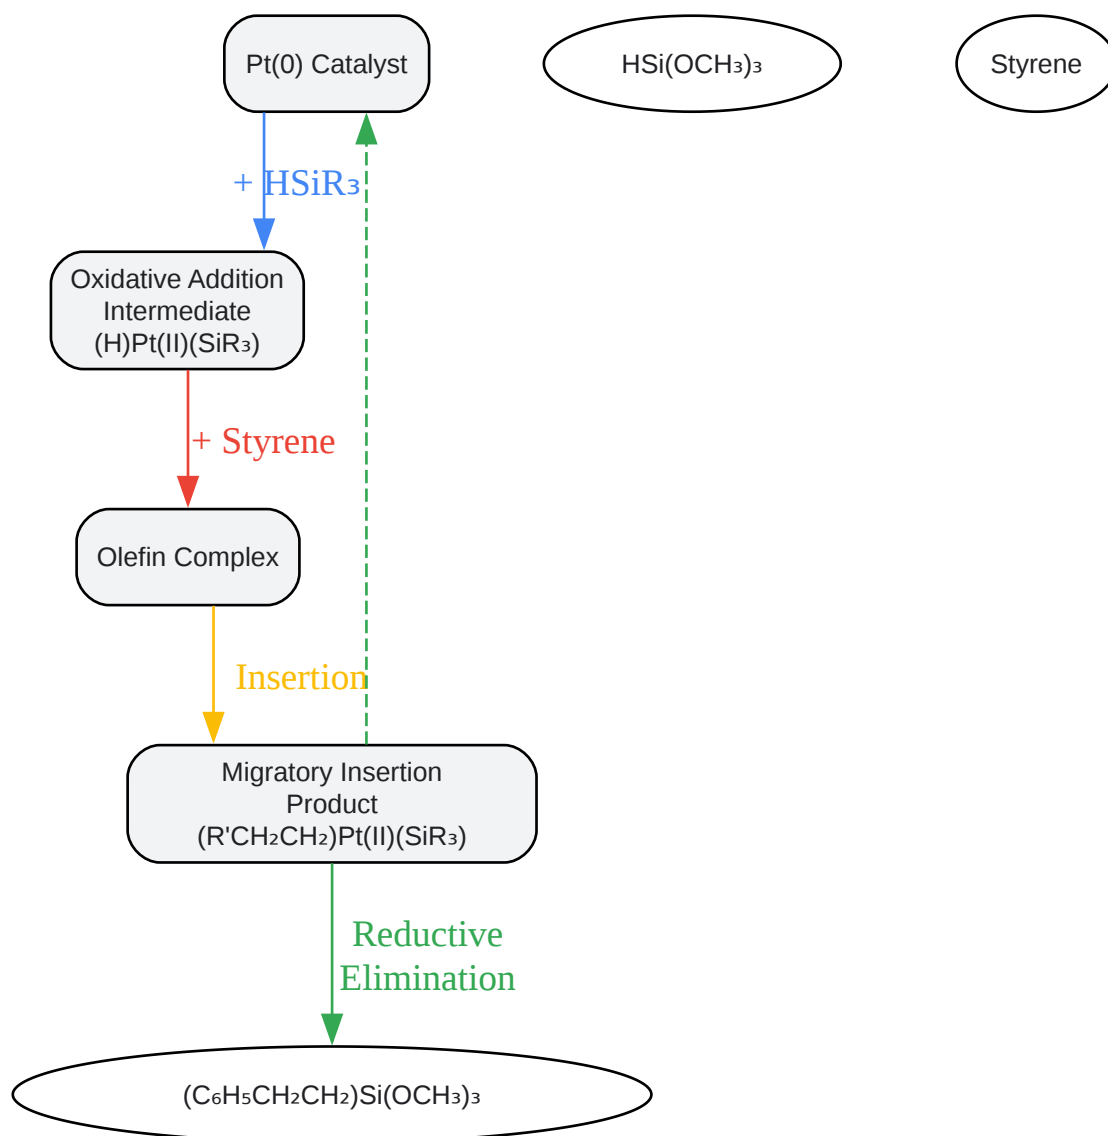 Pt(0) Catalyst
HSi(OCH₃)₃
Styrene
+ HSiR₃
Oxidative Addition
Intermediate
(H)Pt(II)(SiR₃)
+ Styrene
Olefin Complex
Insertion
Migratory Insertion
Product
(R'CH₂CH₂)Pt(II)(SiR₃)
Reductive
Elimination
(C₆H₅CH₂CH₂)Si(OCH₃)₃